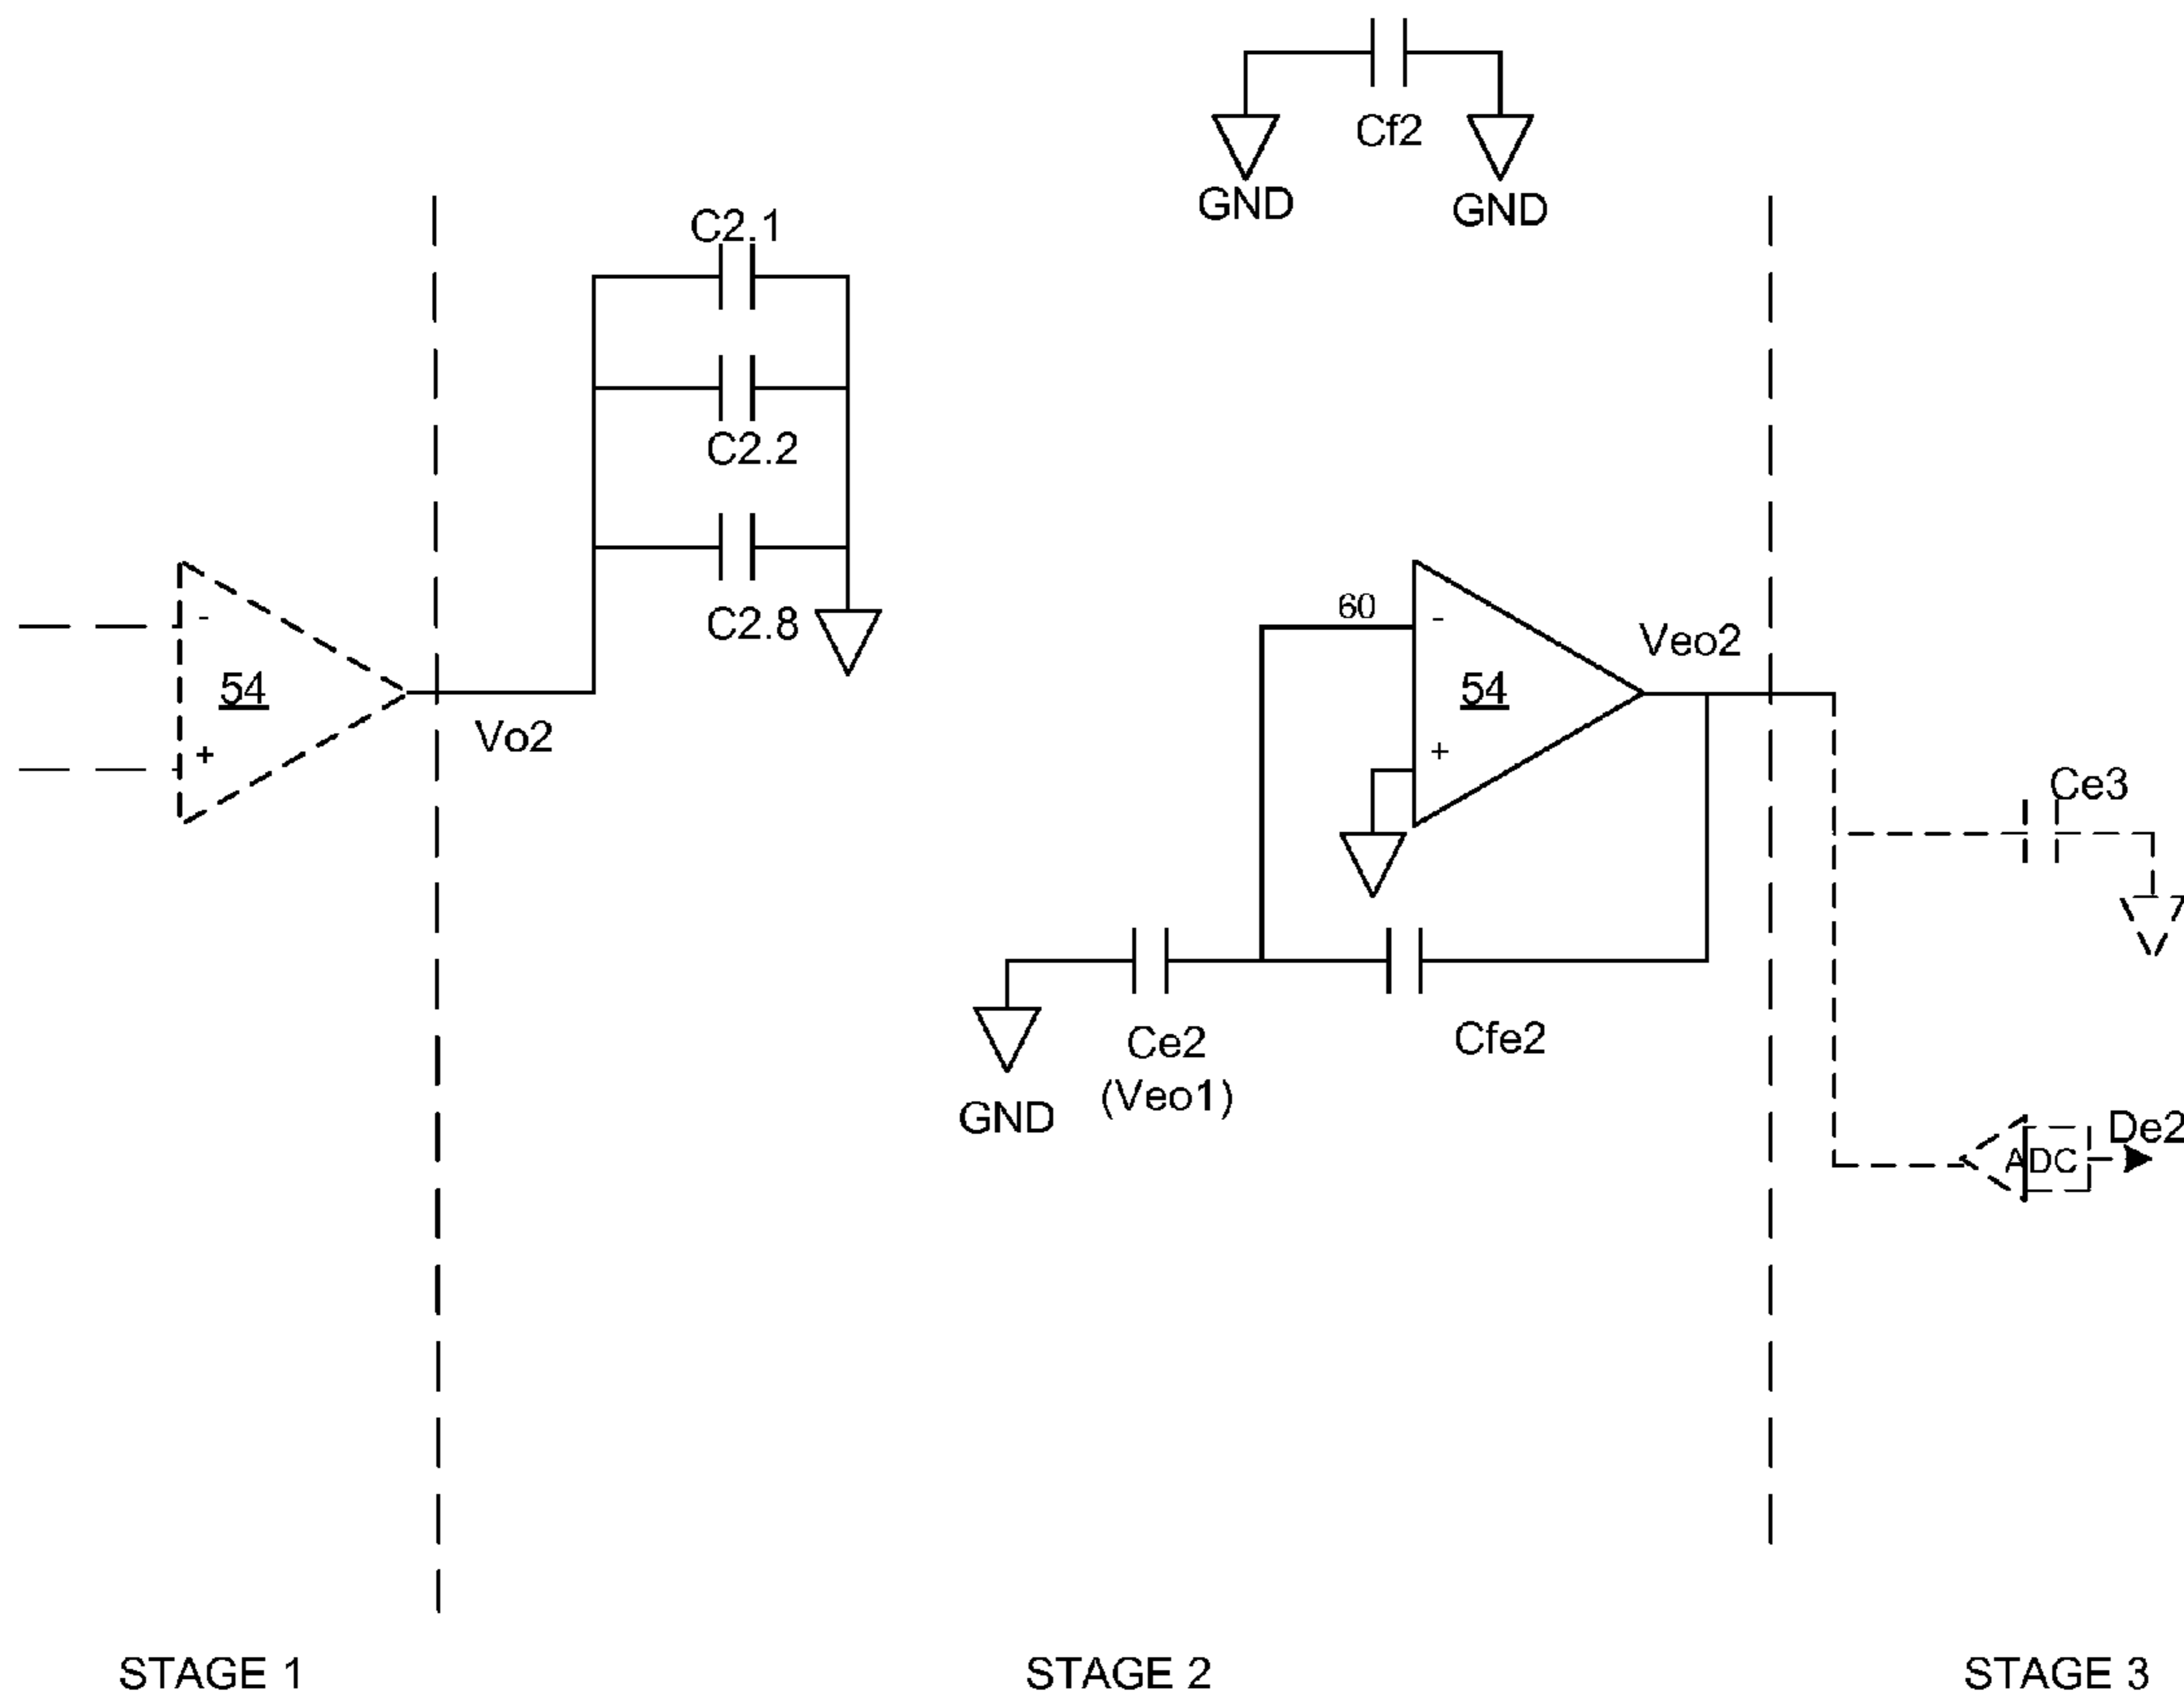 Cf2
GND
GND
C2.1
C2.2
C2.8
-
54
+
Vo2
60
-
54
+
Veo2
Ce3
Ce2
(Veo1)
Cfe2
GND
De2
ADC
STAGE 1
STAGE 2
STAGE 3